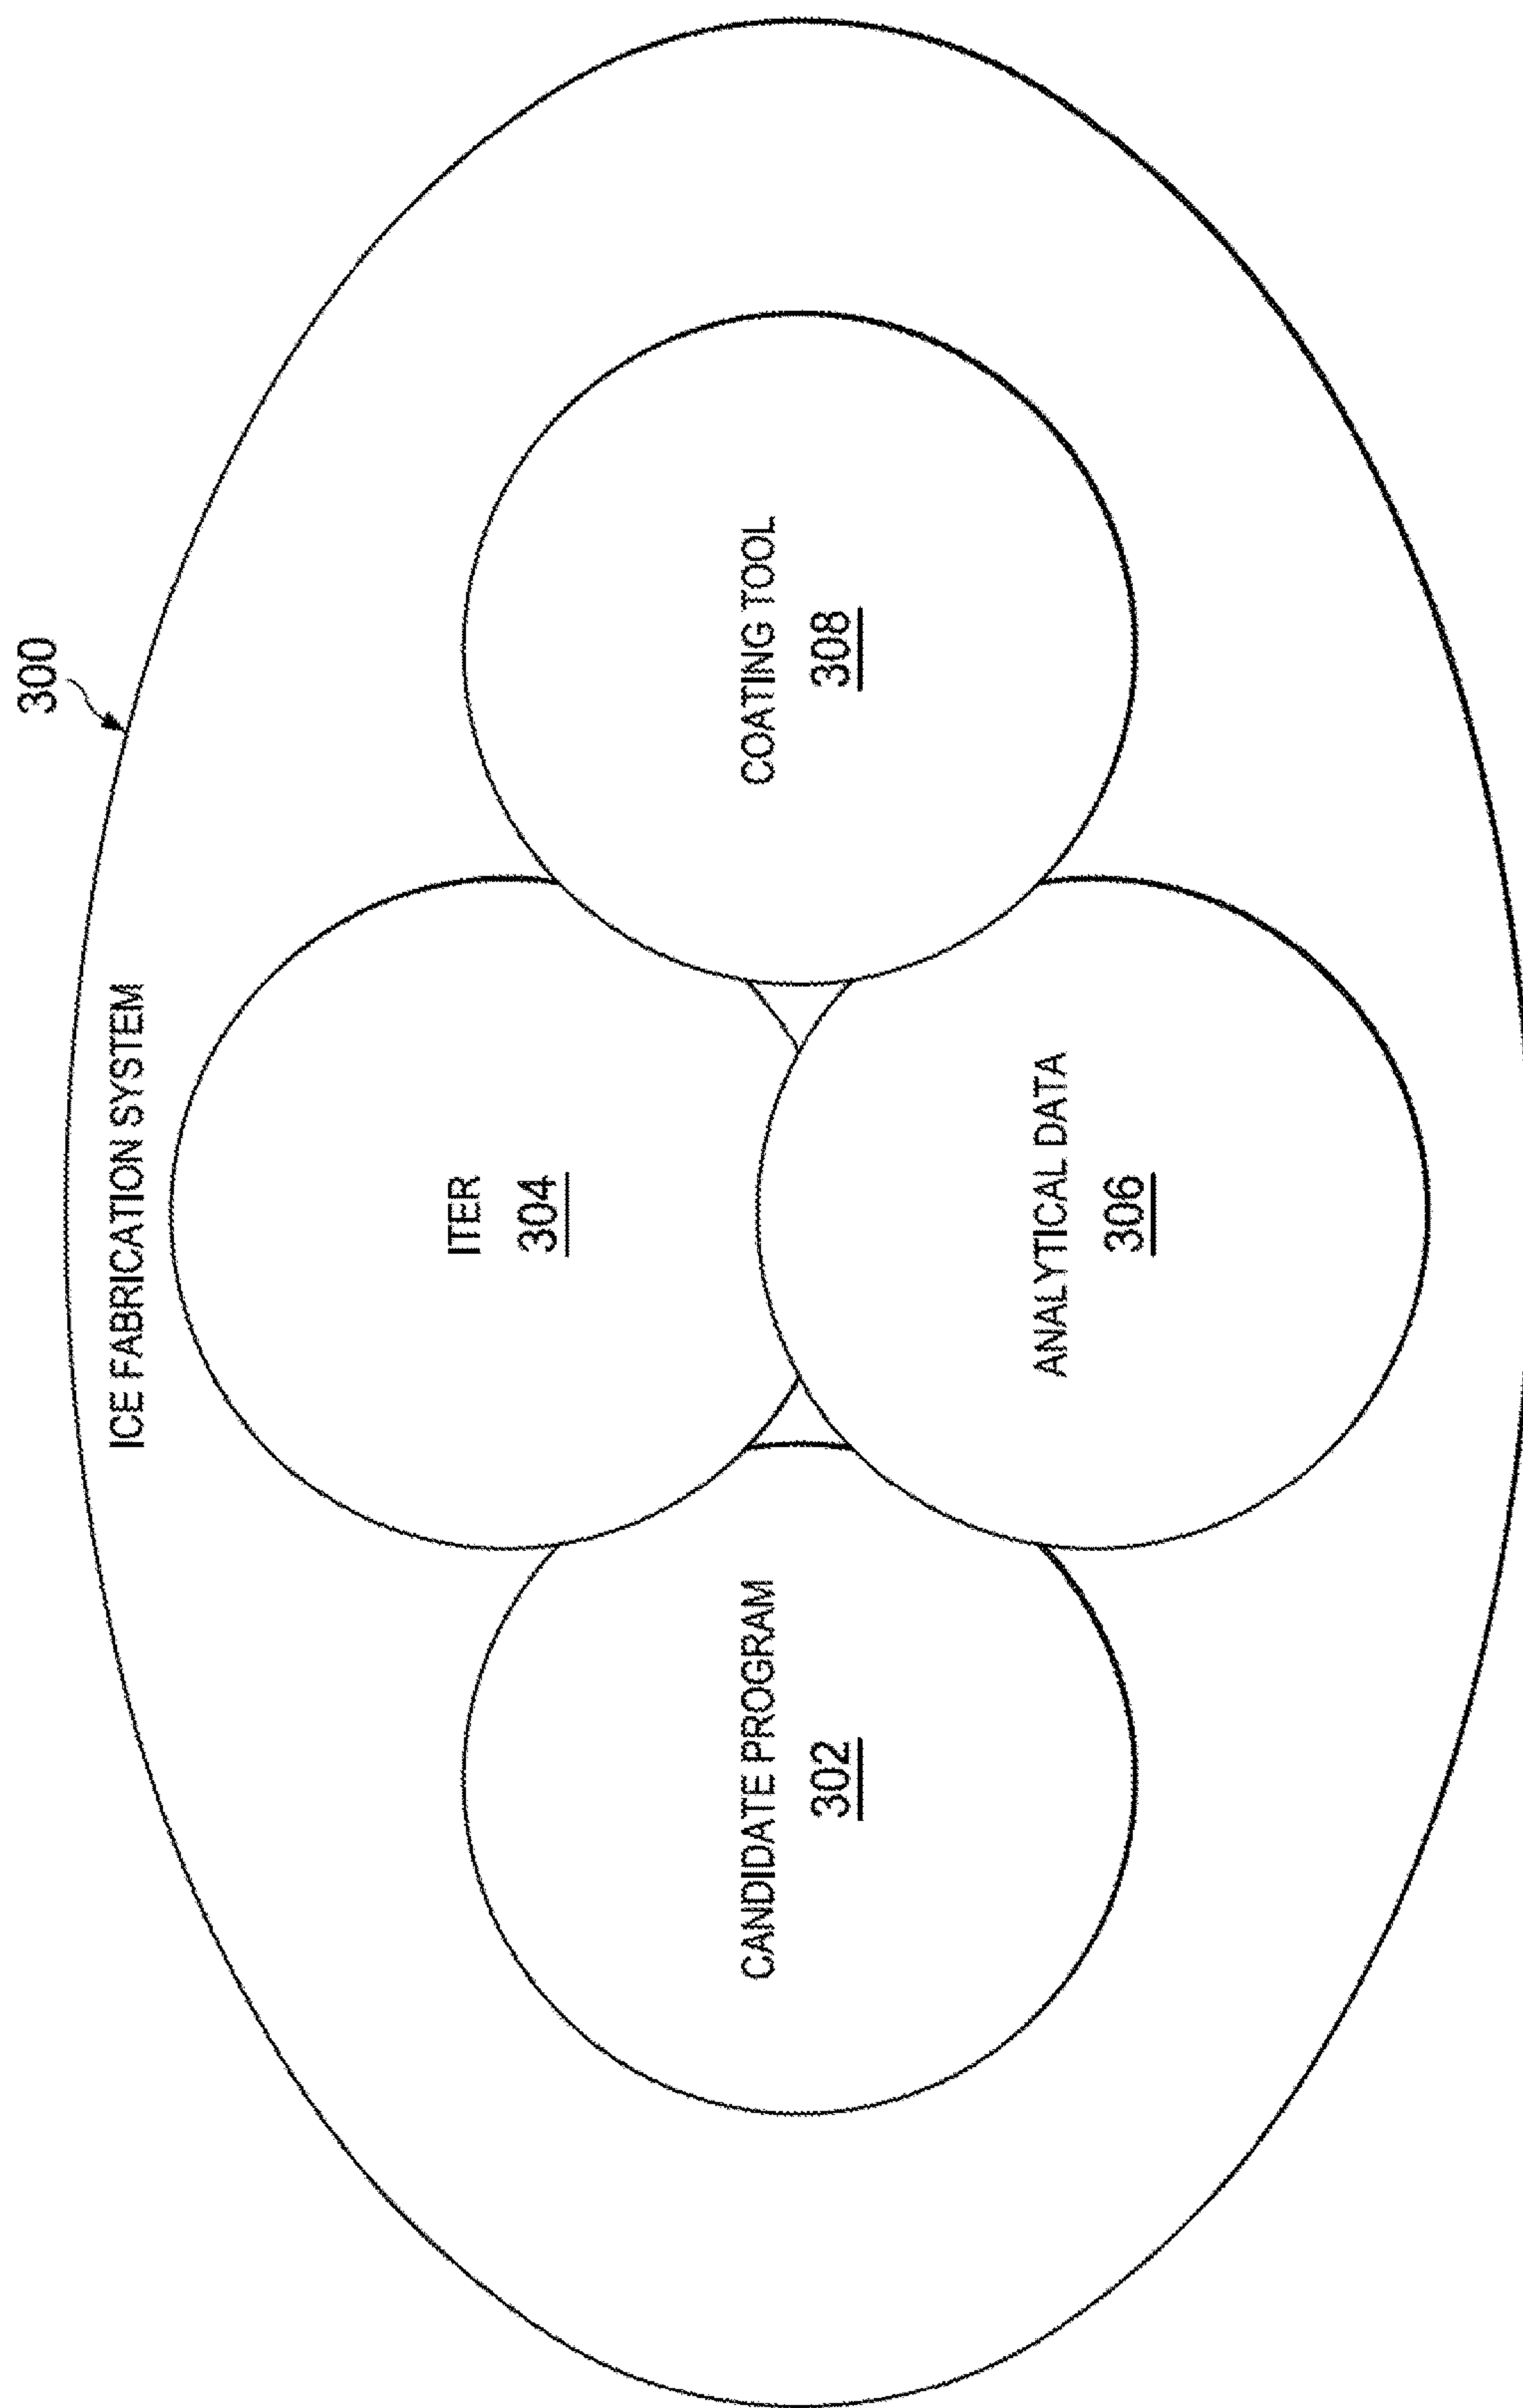 300
ICE FABRICATION SYSTEM
ITER
304
CANDIDATE PROGRAM
302
COATING TOOL
308
ANALYTICAL DATA
306